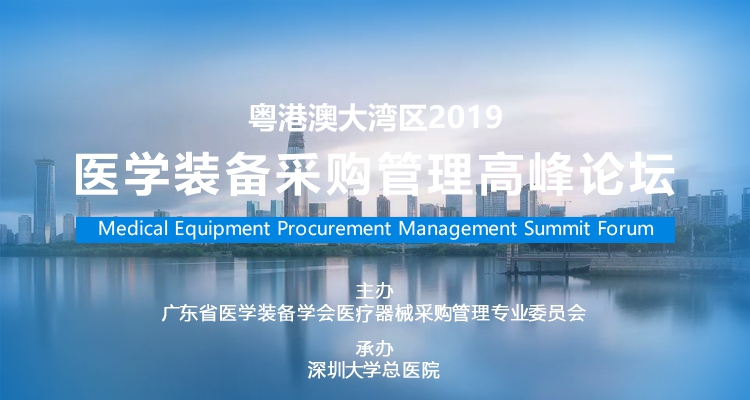 粤港澳大湾区2019
医学装备采购管理高峰论坛
Medical Equipment Procurement Management Summit Forum
主办
广东省医学装备学会医疗器械采购管理专业委员会
承办
深圳大学总医院